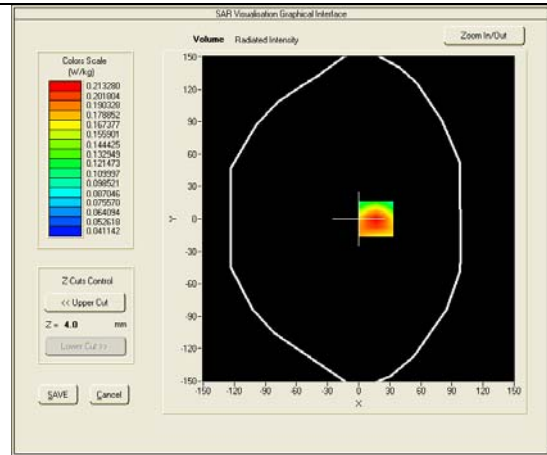 SAR Visualisation Graphical Interface
Volume Radiated Intensity
Zoom In/Out
Colors Scale
(W/kg)
0.213280
0.201804
0.190328
0.178852
0.167377
0.155901
0.144425
0.132949
0.121473
0.109997
0.098521
0.087046
0.075570
0.064094
0.052618
0.041142
Z Cuts Control
<< Upper Cut
Z = 4.0 mm
Lower Cut >>
SAVE Cancel
150
120
90
60
30
0
-30
-60
-90
-120
-150
Y
-150 -120 -90 -60 -30 0 30 60 90 120 150
X